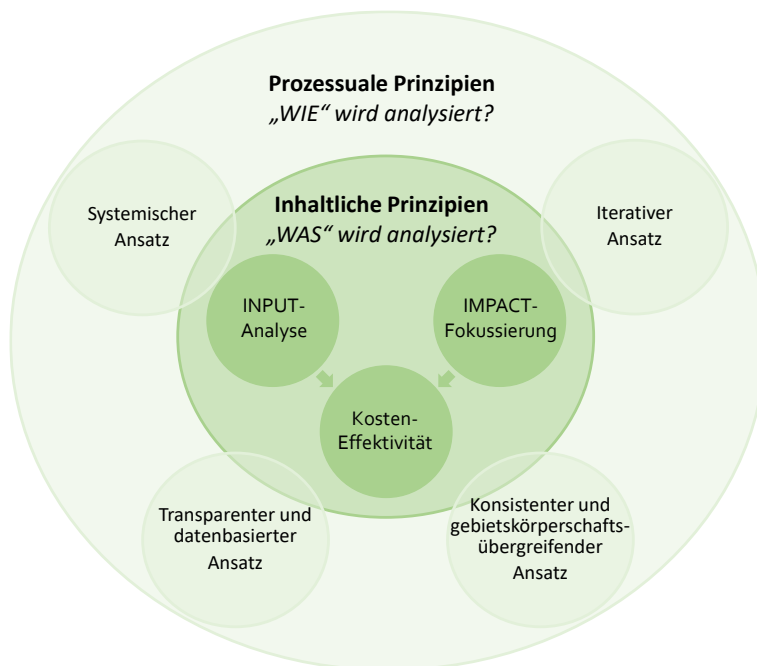 Prozessuale Prinzipien
„WIE“ wird analysiert?
Systemischer
Ansatz
Iterativer
Ansatz
Inhaltliche Prinzipien
„WAS“ wird analysiert?
INPUT-
Analyse
IMPACT-
Fokussierung
Kosten-
Effektivität
Transparenter und
datenbasierter
Ansatz
Konsistenter und
gebietskörperschafts-
übergreifender
Ansatz